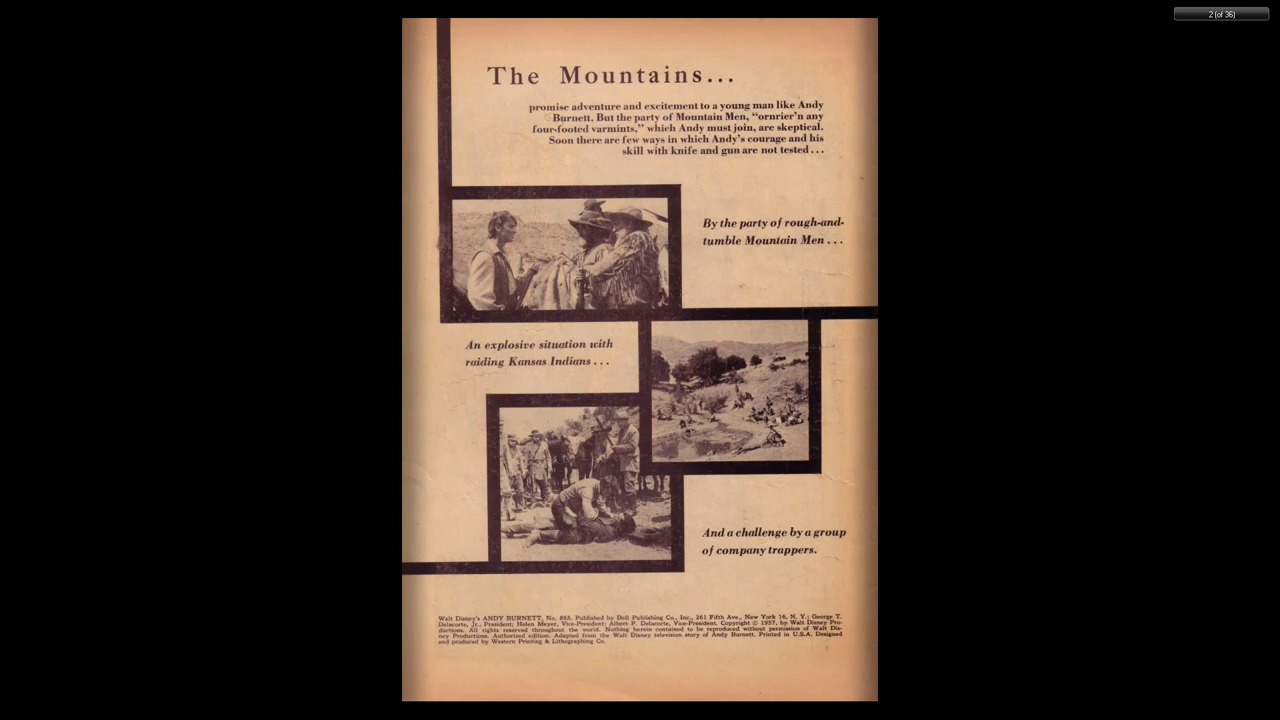 2 (of 36)
The Mountains...
promise adventure and excitement to a young man like Andy
Burnett. But the party of Mountain Men, "ornrier'n any
four-footed varmints," which Andy must join, are skeptical.
Soon there are few ways in which Andy's courage and his
skill with knife and gun are not tested...
By the party of rough-and-
tumble Mountain Men...
An explosive situation with
raiding Kansas Indians...
And a challenge by a group
of company trappers.
Walt Disney's ANDY BURNETT, No. 865. Published by Dell Publishing Co., Inc., 261 Fifth Ave., New York 16, N. Y.; George T.
Delacorte, Jr., President; Helen Meyer, Vice-President; Albert P. Delacorte, Vice-President. Copyright © 1957, by Walt Disney Pro-
ductions. All rights reserved throughout the world. Nothing herein contained to be reproduced without permission of Walt Dis-
ney Productions. Authorized edition. Adapted from the Walt Disney television story of Andy Burnett. Printed in U.S.A. Designed
and produced by Western Printing & Lithographing Co.